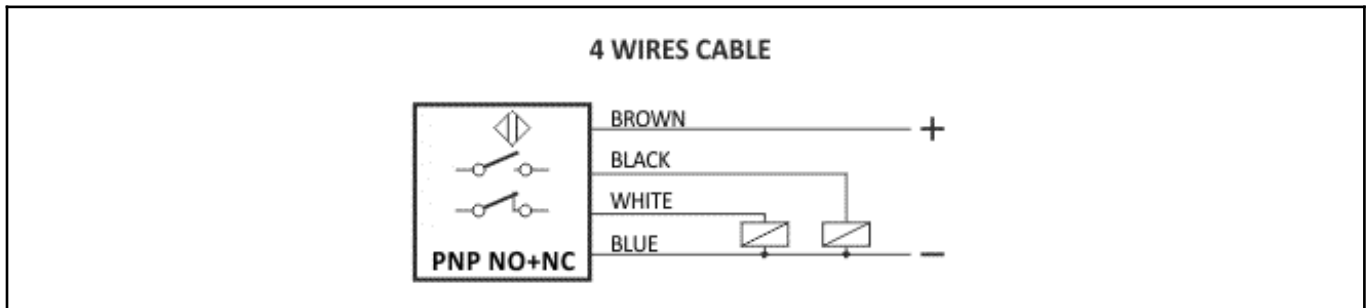 4 WIRES CABLE
BROWN
+
BLACK
WHITE
BLUE
−
PNP NO+NC